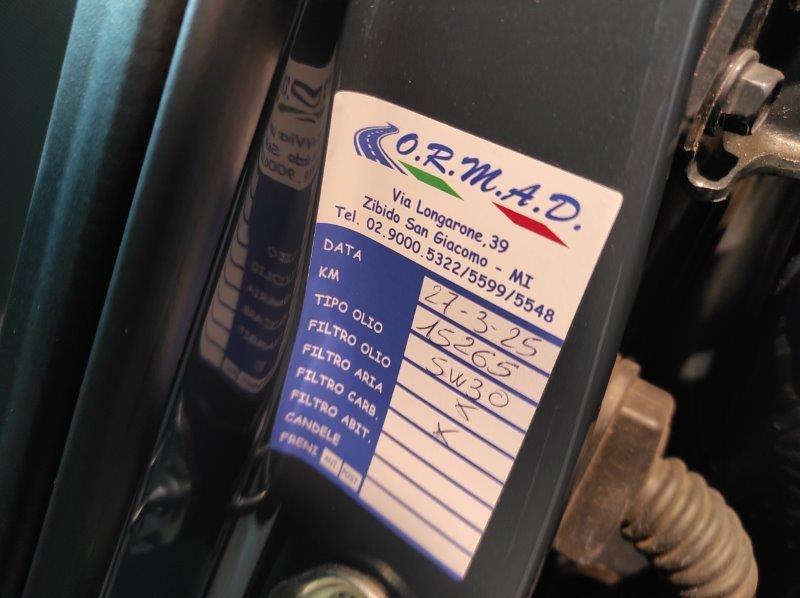 O.R.M.A.D.
Via Longarone,39
Zibido San Giacomo - MI
Tel. 02.9000.5322/5599/5548
DATA 27-3-25
KM 15265
TIPO OLIO 5W30
FILTRO OLIO X
FILTRO ARIA X
FILTRO CARB.
FILTRO ABIT.
CANDELE
FRENI ANT POST